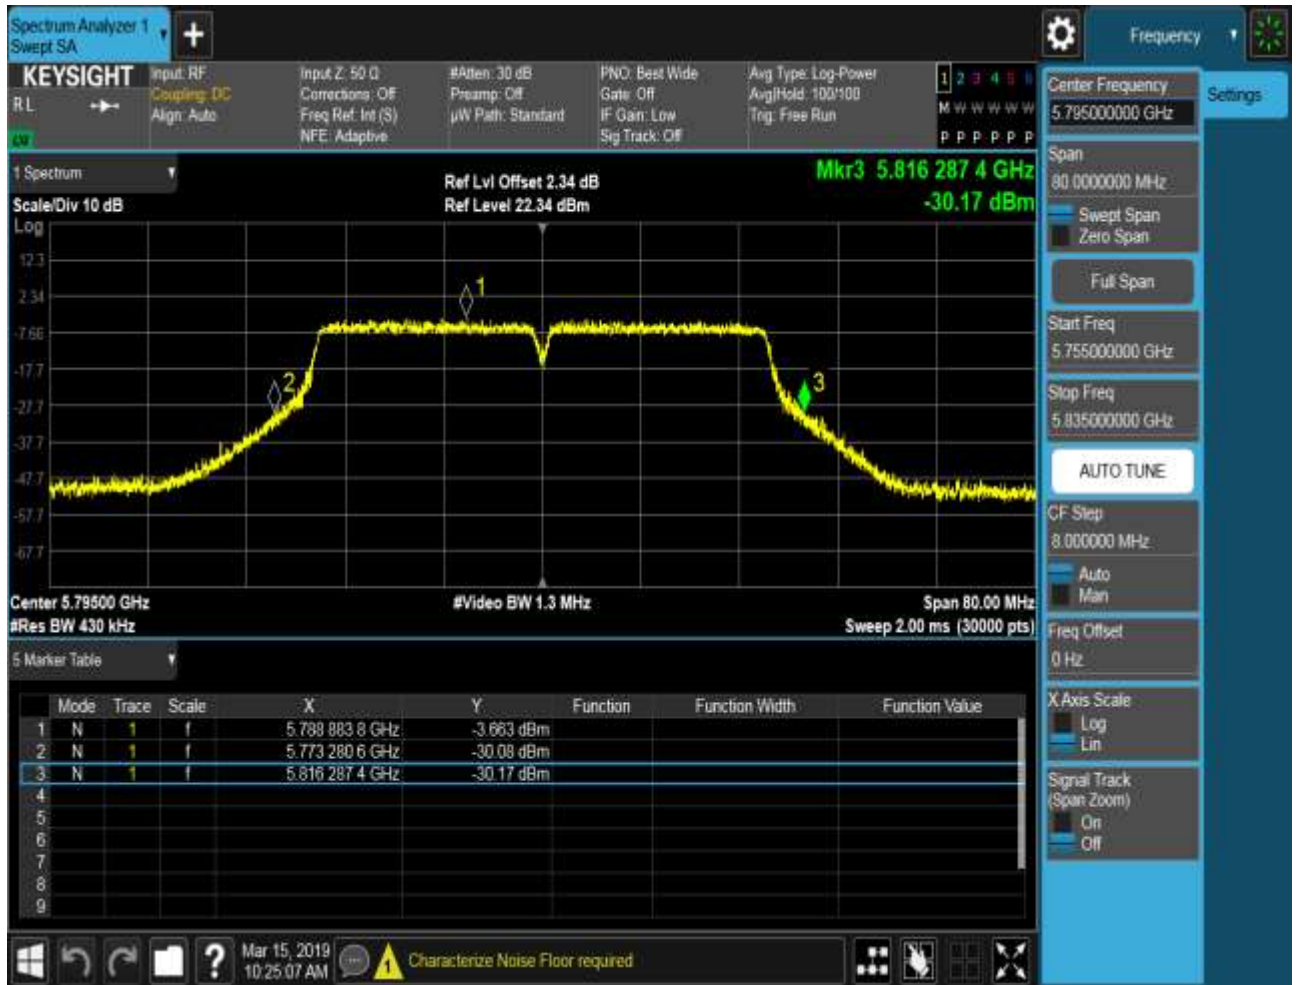 Spectrum Analyzer 1
Swept SA
Frequency
KEYSIGHT
RL
Input: RF
Coupling: DC
Align: Auto
Input Z: 50 Ω
Corrections: Off
Freq Ref: Int (S)
NFE: Adaptive
#Atten: 30 dB
Preamp: Off
µW Path: Standard
PNO: Best Wide
Gate: Off
IF Gain: Low
Sig Track: Off
Avg Type: Log-Power
Avg|Hold: 100/100
Trig: Free Run
1 2 3 4 5 6
M W W W W W
P P P P P P
1 Spectrum
Scale/Div 10 dB
Ref Lvl Offset 2.34 dB
Ref Level 22.34 dBm
Mkr3 5.816 287 4 GHz
-30.17 dBm
Log
12.3
2.34
-7.66
-17.7
-27.7
-37.7
-47.7
-57.7
-67.7
1
2
3
Center 5.79500 GHz
#Video BW 1.3 MHz
Span 80.00 MHz
#Res BW 430 kHz
Sweep 2.00 ms (30000 pts)
5 Marker Table
Mode Trace Scale X Y Function Function Width Function Value
1 N 1 f 5.788 883 8 GHz -3.663 dBm
2 N 1 f 5.773 280 6 GHz -30.08 dBm
3 N 1 f 5.816 287 4 GHz -30.17 dBm
4
5
6
7
8
9
Center Frequency
5.795000000 GHz
Settings
Span
80.0000000 MHz
Swept Span
Zero Span
Full Span
Start Freq
5.755000000 GHz
Stop Freq
5.835000000 GHz
AUTO TUNE
CF Step
8.000000 MHz
Auto
Man
Freq Offset
0 Hz
X Axis Scale
Log
Lin
Signal Track
(Span Zoom)
On
Off
?
Mar 15, 2019
10:25:07 AM
1
Characterize Noise Floor required